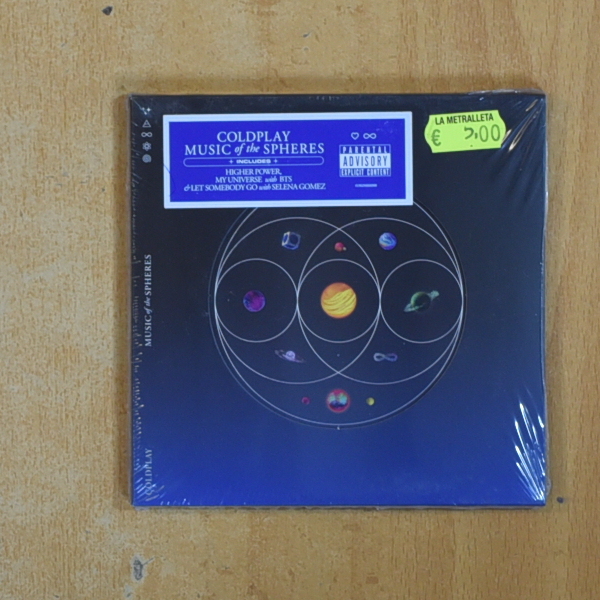 COLDPLAY
MUSIC of the SPHERES
INCLUDES
HIGHER POWER,
MY UNIVERSE with BTS
& LET SOMEBODY GO with SELENA GOMEZ
PARENTAL
ADVISORY
EXPLICIT CONTENT
LA METRALLETA
€ 5,00
MUSIC of the SPHERES
COLDPLAY